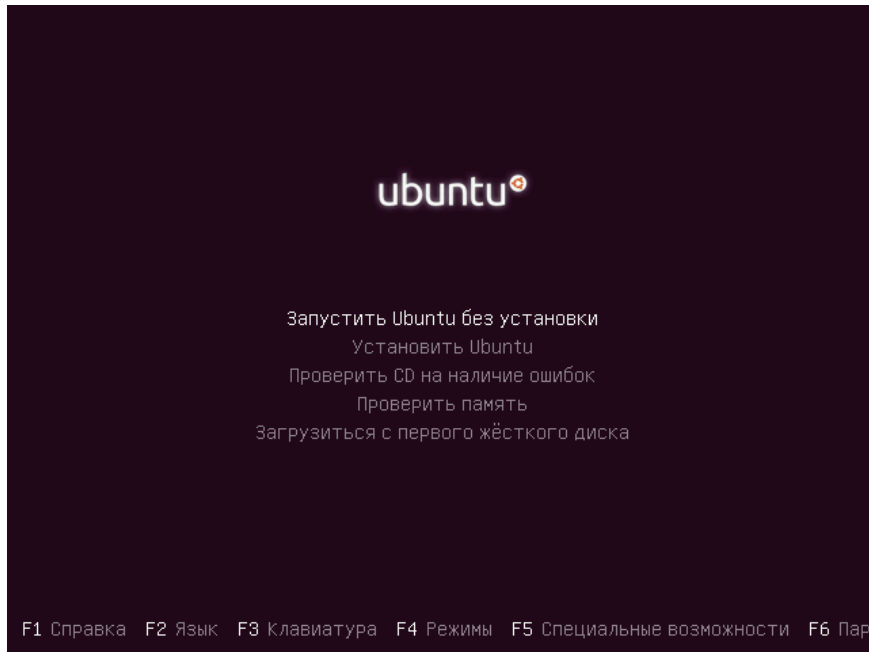 ubuntu
Запустить Ubuntu без установки
Установить Ubuntu
Проверить CD на наличие ошибок
Проверить память
Загрузиться с первого жёсткого диска
F1 Справка F2 Язык F3 Клавиатура F4 Режимы F5 Специальные возможности F6 Пар